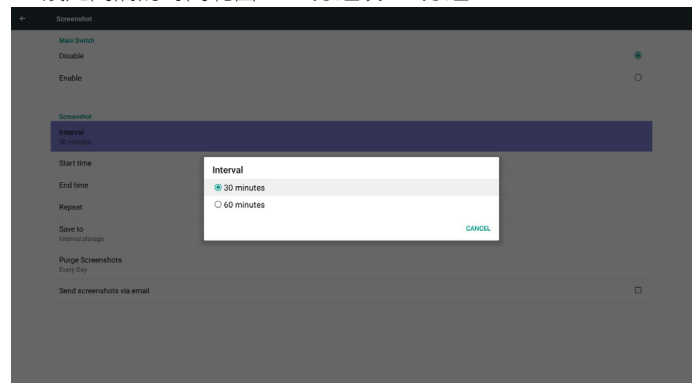 Screenshot
Main Switch
Disable
Enable
Screenshot
Interval
30 minutes
Start time
End time
Repeat
Save to
Internal storage
Purge Screenshots
Every Day
Send screenshots via email
Interval
30 minutes
60 minutes
CANCEL